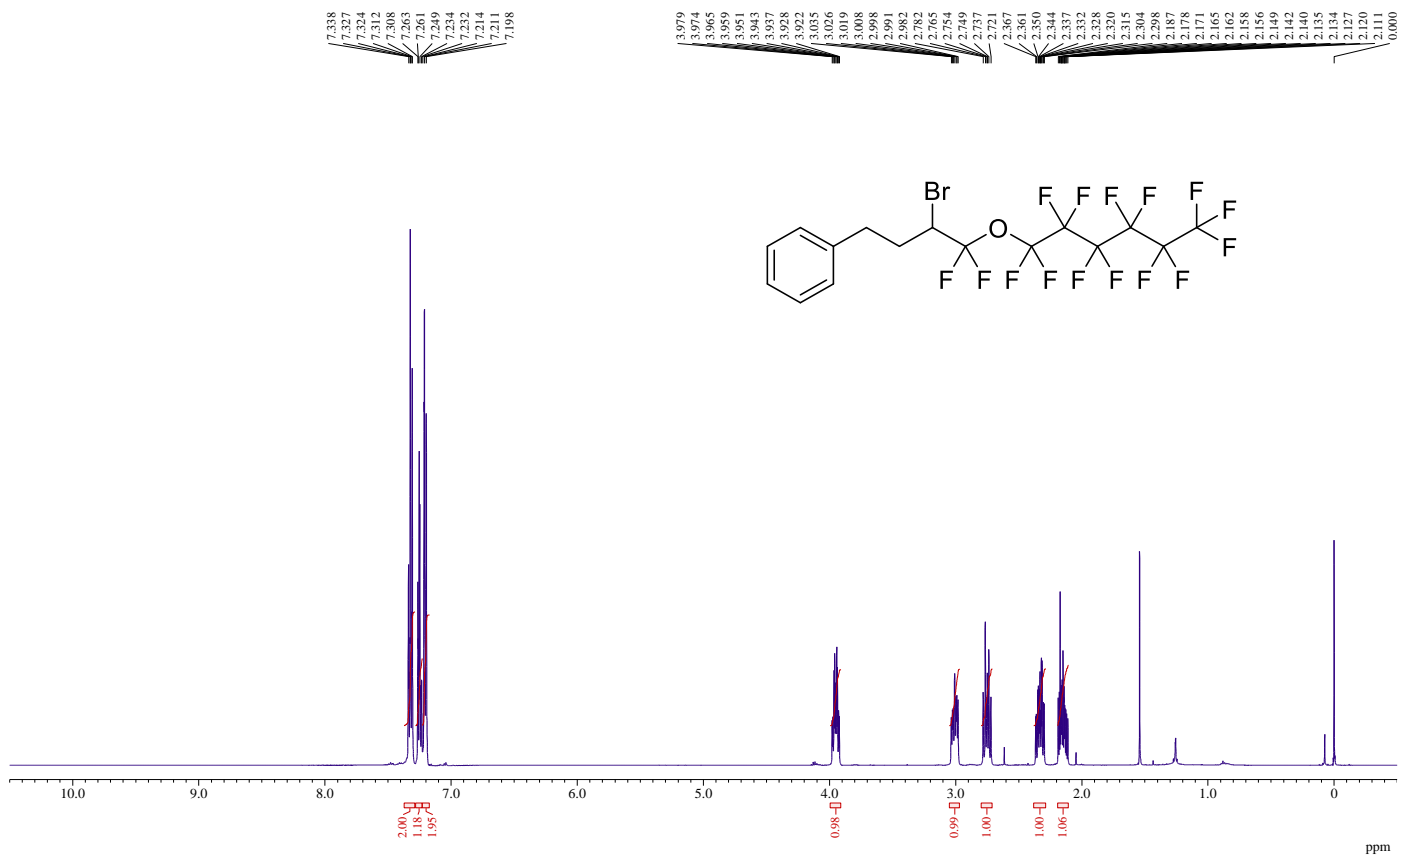 7.338 7.327 7.324 7.312 7.308 7.263 7.261 7.249 7.234 7.232 7.214 7.211 7.198 3.979 3.974 3.965 3.959 3.951 3.943 3.937 3.928 3.922 3.035 3.026 3.019 3.008 2.998 2.991 2.982 2.782 2.765 2.754 2.749 2.737 2.721 2.367 2.361 2.350 2.344 2.337 2.332 2.328 2.320 2.315 2.304 2.298 2.187 2.178 2.171 2.165 2.162 2.158 2.156 2.149 2.142 2.140 2.135 2.134 2.127 2.120 2.111 0.000
Br F F F F F
F
O
F
F F F F F F F F
10.0 9.0 8.0 7.0 6.0 5.0 4.0 3.0 2.0 1.0 0
2.00 1.18 1.95 0.98 0.99 1.00 1.00 1.06
ppm